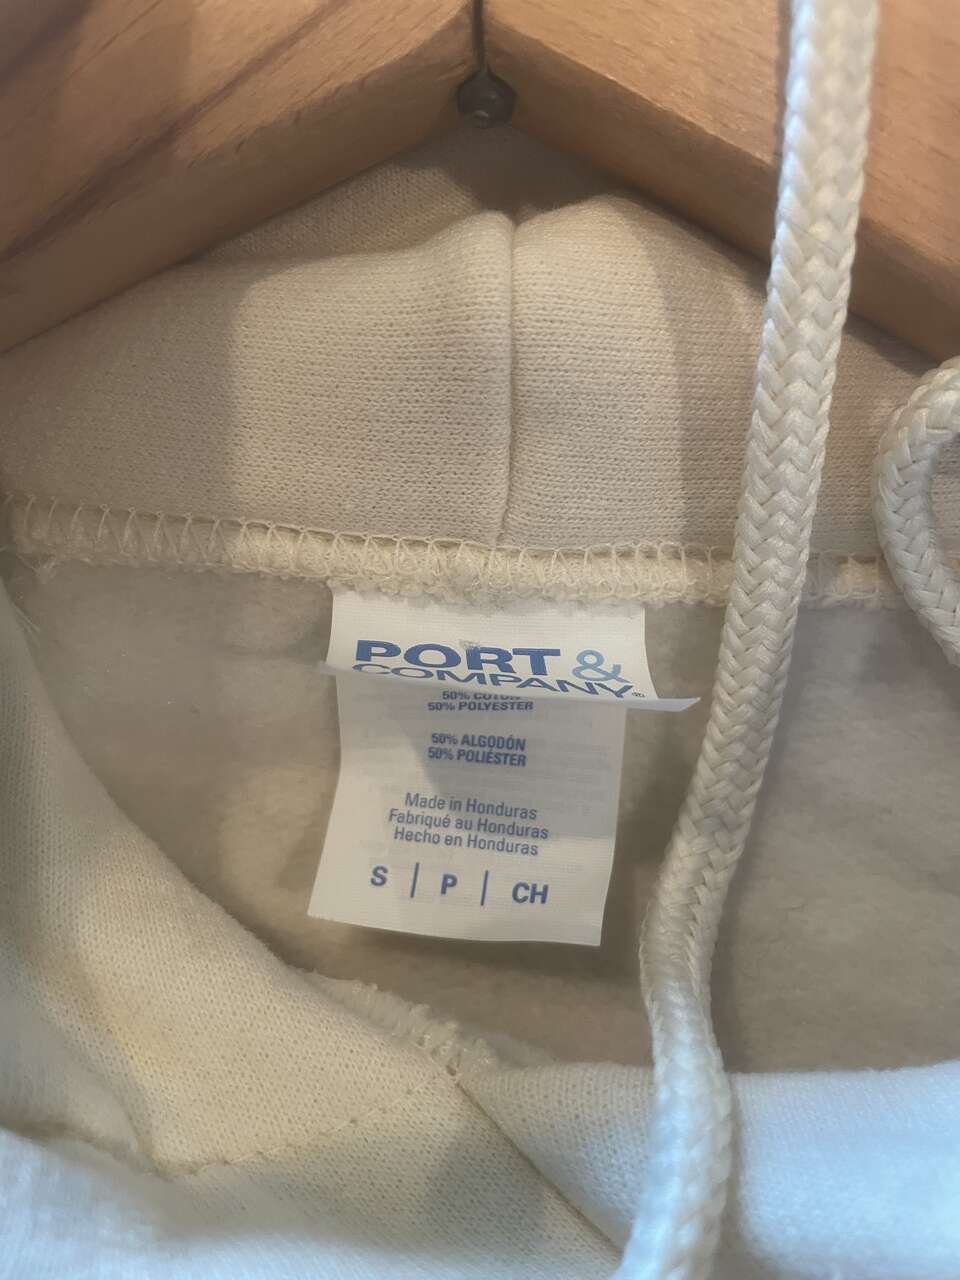 PORT &
COMPANY®
50% COTTON
50% POLYESTER
50% ALGODÓN
50% POLIÉSTER
Made in Honduras
Fabriqué au Honduras
Hecho en Honduras
S | P | CH